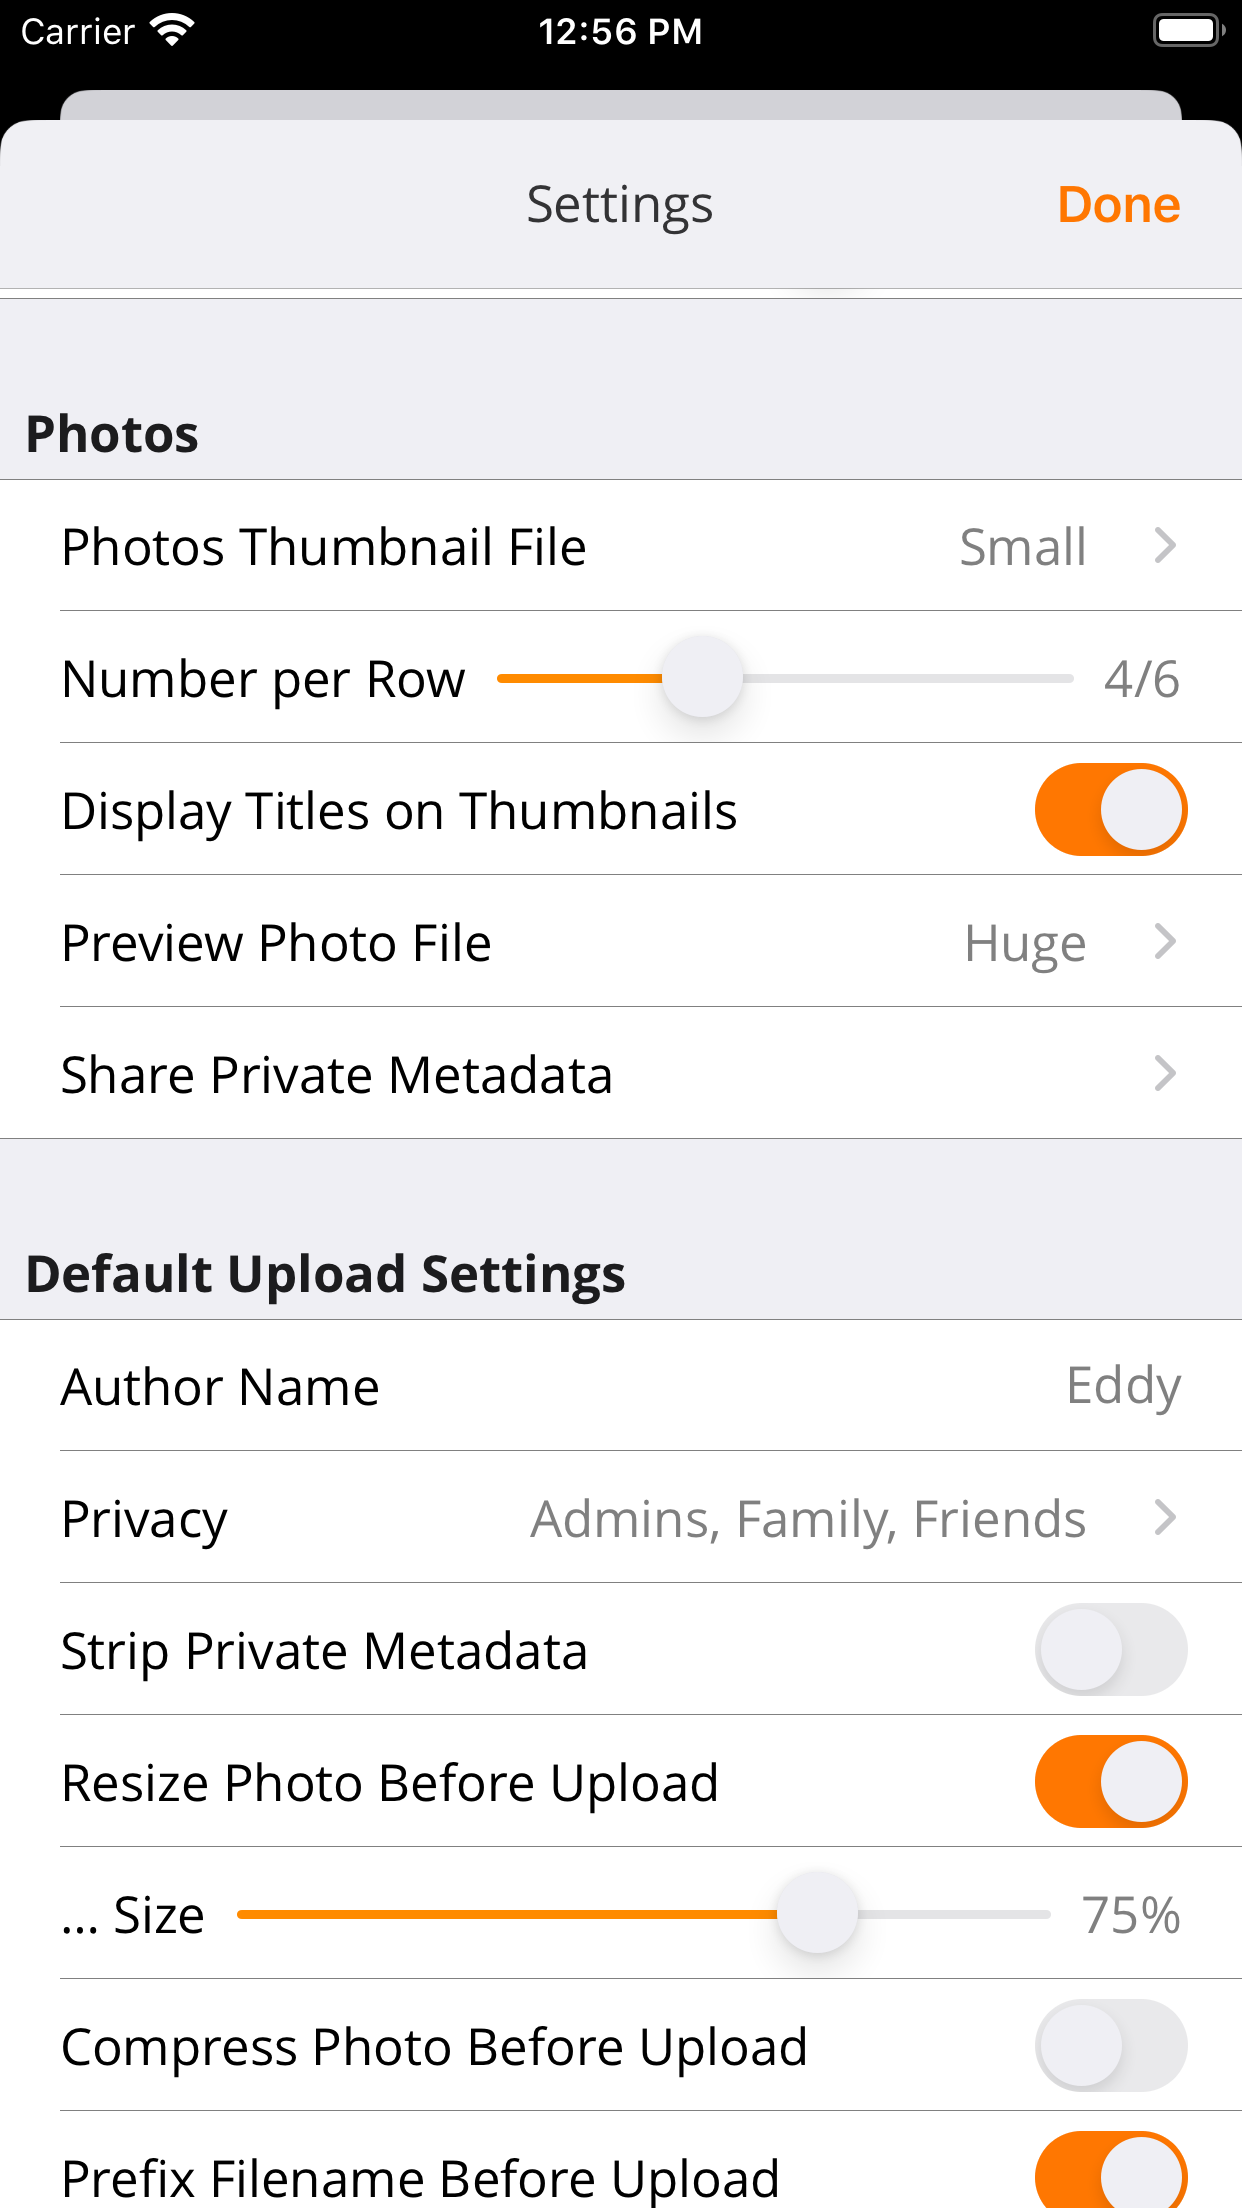 Carrier 12:56 PM
Settings Done
Photos
Photos Thumbnail File Small
Number per Row 4/6
Display Titles on Thumbnails
Preview Photo File Huge
Share Private Metadata
Default Upload Settings
Author Name Eddy
Privacy Admins, Family, Friends
Strip Private Metadata
Resize Photo Before Upload
... Size 75%
Compress Photo Before Upload
Prefix Filename Before Upload